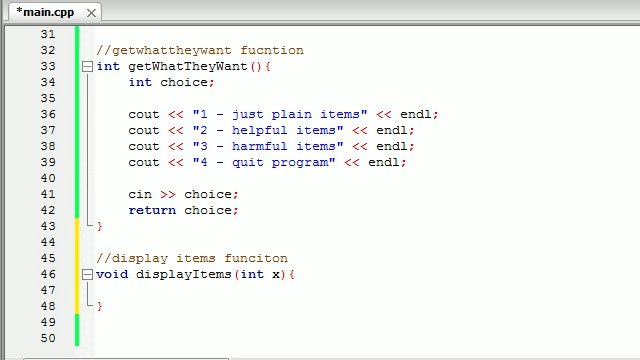 *main.cpp
31
32 //getwhattheywant fucntion
33 int getWhatTheyWant(){
34 int choice;
35
36 cout << "1 - just plain items" << endl;
37 cout << "2 - helpful items" << endl;
38 cout << "3 - harmful items" << endl;
39 cout << "4 - quit program" << endl;
40
41 cin >> choice;
42 return choice;
43 }
44
45 //display items funciton
46 void displayItems(int x){
47
48 }
49
50